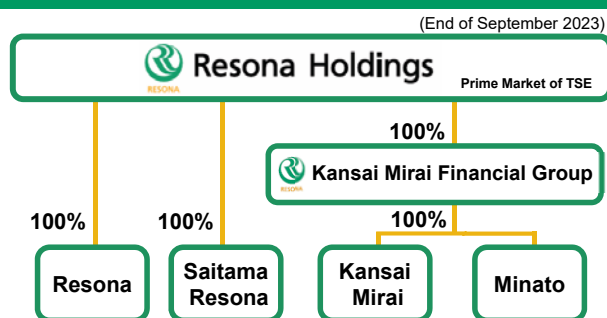 (End of September 2023)
RESONA
Resona Holdings
Prime Market of TSE
100%
RESONA
Kansai Mirai Financial Group
100% 100% 100%
Resona
Saitama
Resona
Kansai
Mirai
Minato